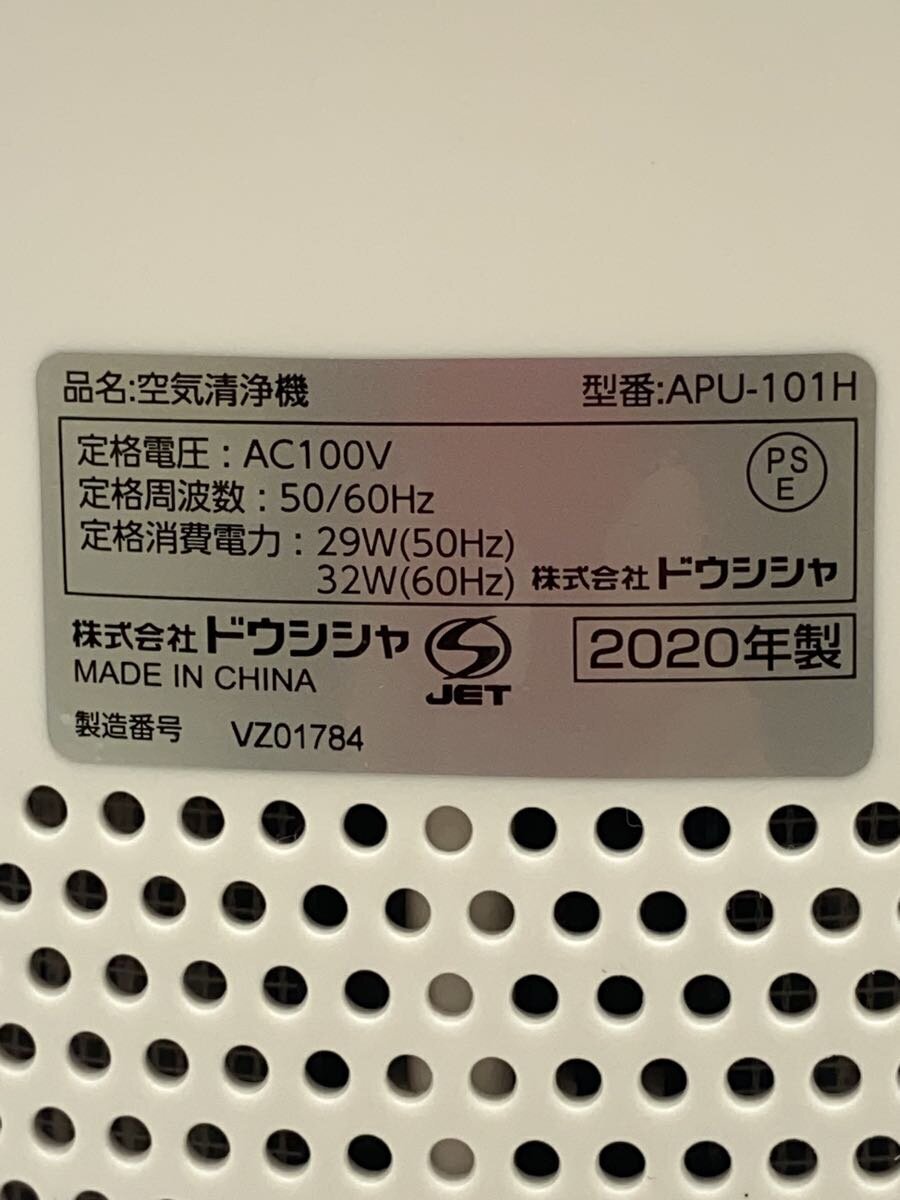 品名:空気清浄機 型番:APU-101H
定格電圧：AC100V
PS
E
定格周波数：50/60Hz
定格消費電力：29W(50Hz)
32W(60Hz) 株式会社ドウシシャ
株式会社ドウシシャ
JET
2020年製
MADE IN CHINA
製造番号 VZ01784